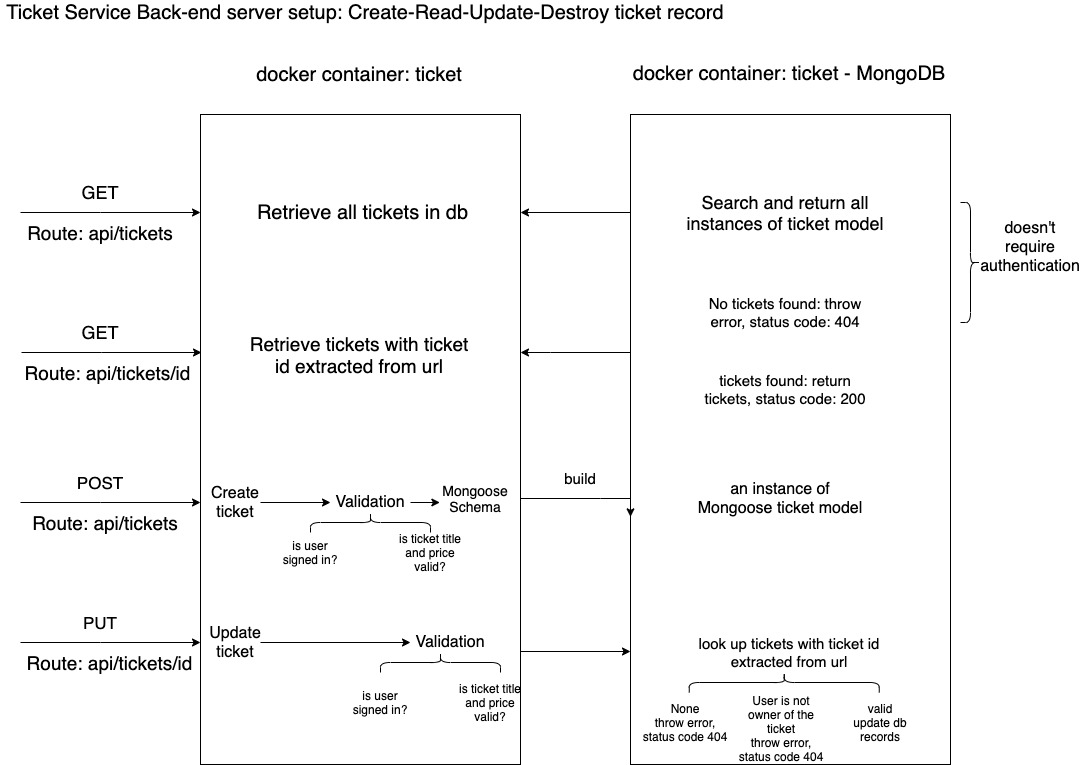 Ticket Service Back-end server setup: Create-Read-Update-Destroy ticket record
docker container: ticket
docker container: ticket - MongoDB
GET
Route: api/tickets
Retrieve all tickets in db
Search and return all
instances of ticket model
doesn't
require
authentication
No tickets found: throw
error, status code: 404
GET
Route: api/tickets/id
Retrieve tickets with ticket
id extracted from url
tickets found: return
tickets, status code: 200
POST
Route: api/tickets
Create
ticket
Validation
Mongoose
Schema
is user
signed in?
is ticket title
and price
valid?
build
an instance of
Mongoose ticket model
PUT
Route: api/tickets/id
Update
ticket
Validation
is user
signed in?
is ticket title
and price
valid?
look up tickets with ticket id
extracted from url
None
throw error,
status code 404
User is not
owner of the
ticket
throw error,
status code 404
valid
update db
records